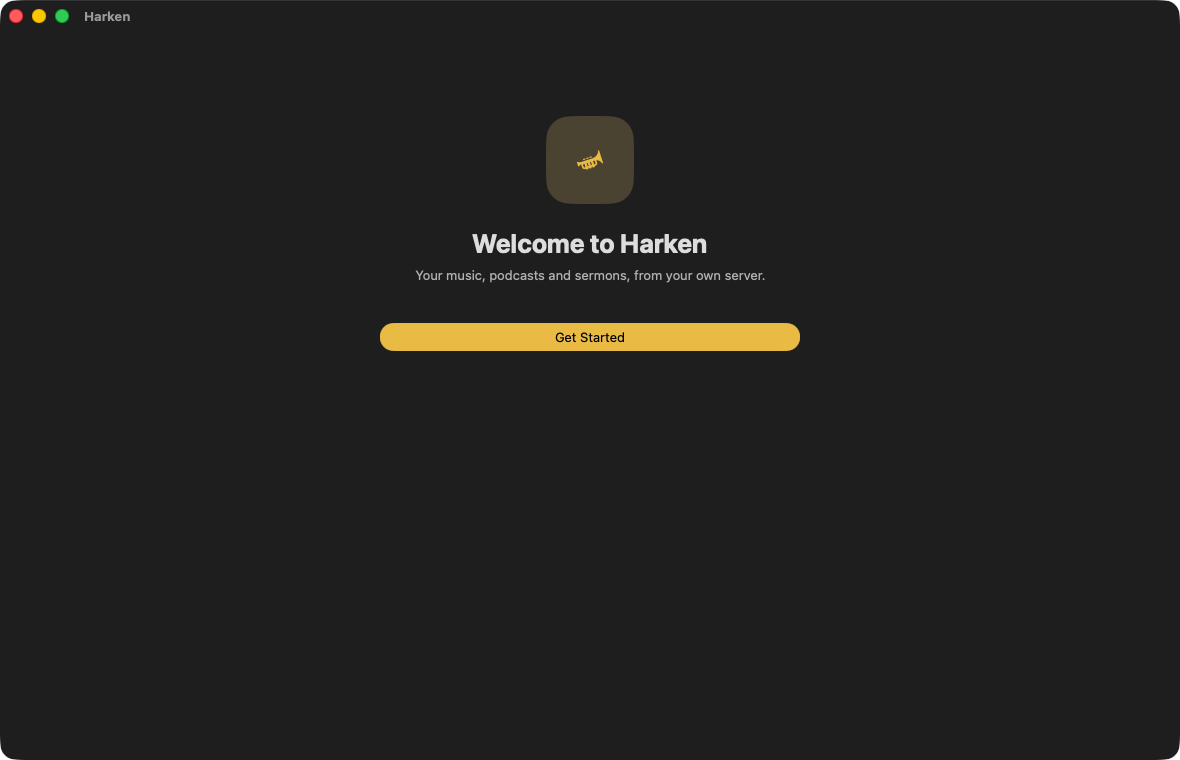 Harken
Welcome to Harken
Your music, podcasts and sermons, from your own server.
Get Started